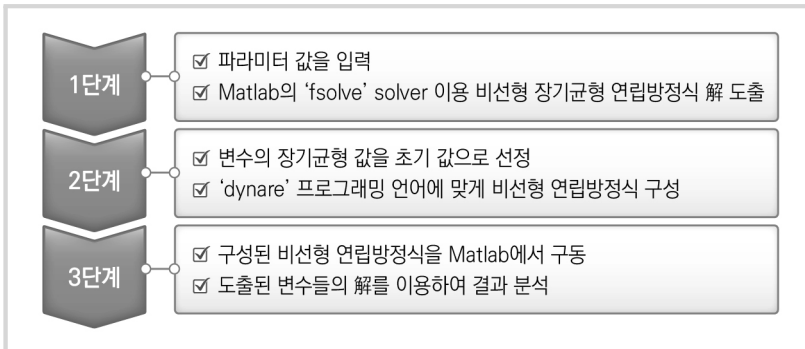 1단계
☑ 파라미터 값을 입력
☑ Matlab의 ‘fsolve’ solver 이용 비선형 장기균형 연립방정식 解 도출
2단계
☑ 변수의 장기균형 값을 초기 값으로 선정
☑ ‘dynare’ 프로그래밍 언어에 맞게 비선형 연립방정식 구성
3단계
☑ 구성된 비선형 연립방정식을 Matlab에서 구동
☑ 도출된 변수들의 解를 이용하여 결과 분석